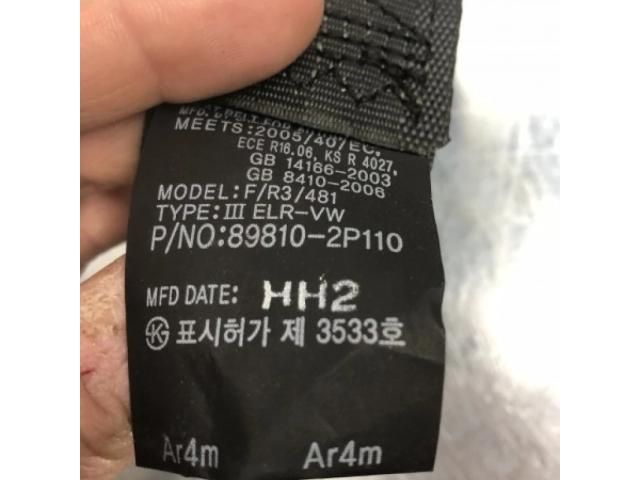 MEETS:2005/40/EC.
ECE R16.06, KS R 4027,
GB 14166-2003
GB 8410-2006
MODEL: F/R3/481
TYPE: III ELR-VW
P/NO:89810-2P110
MFD DATE: HH2
표시허가 제 3533호
Ar4m Ar4m